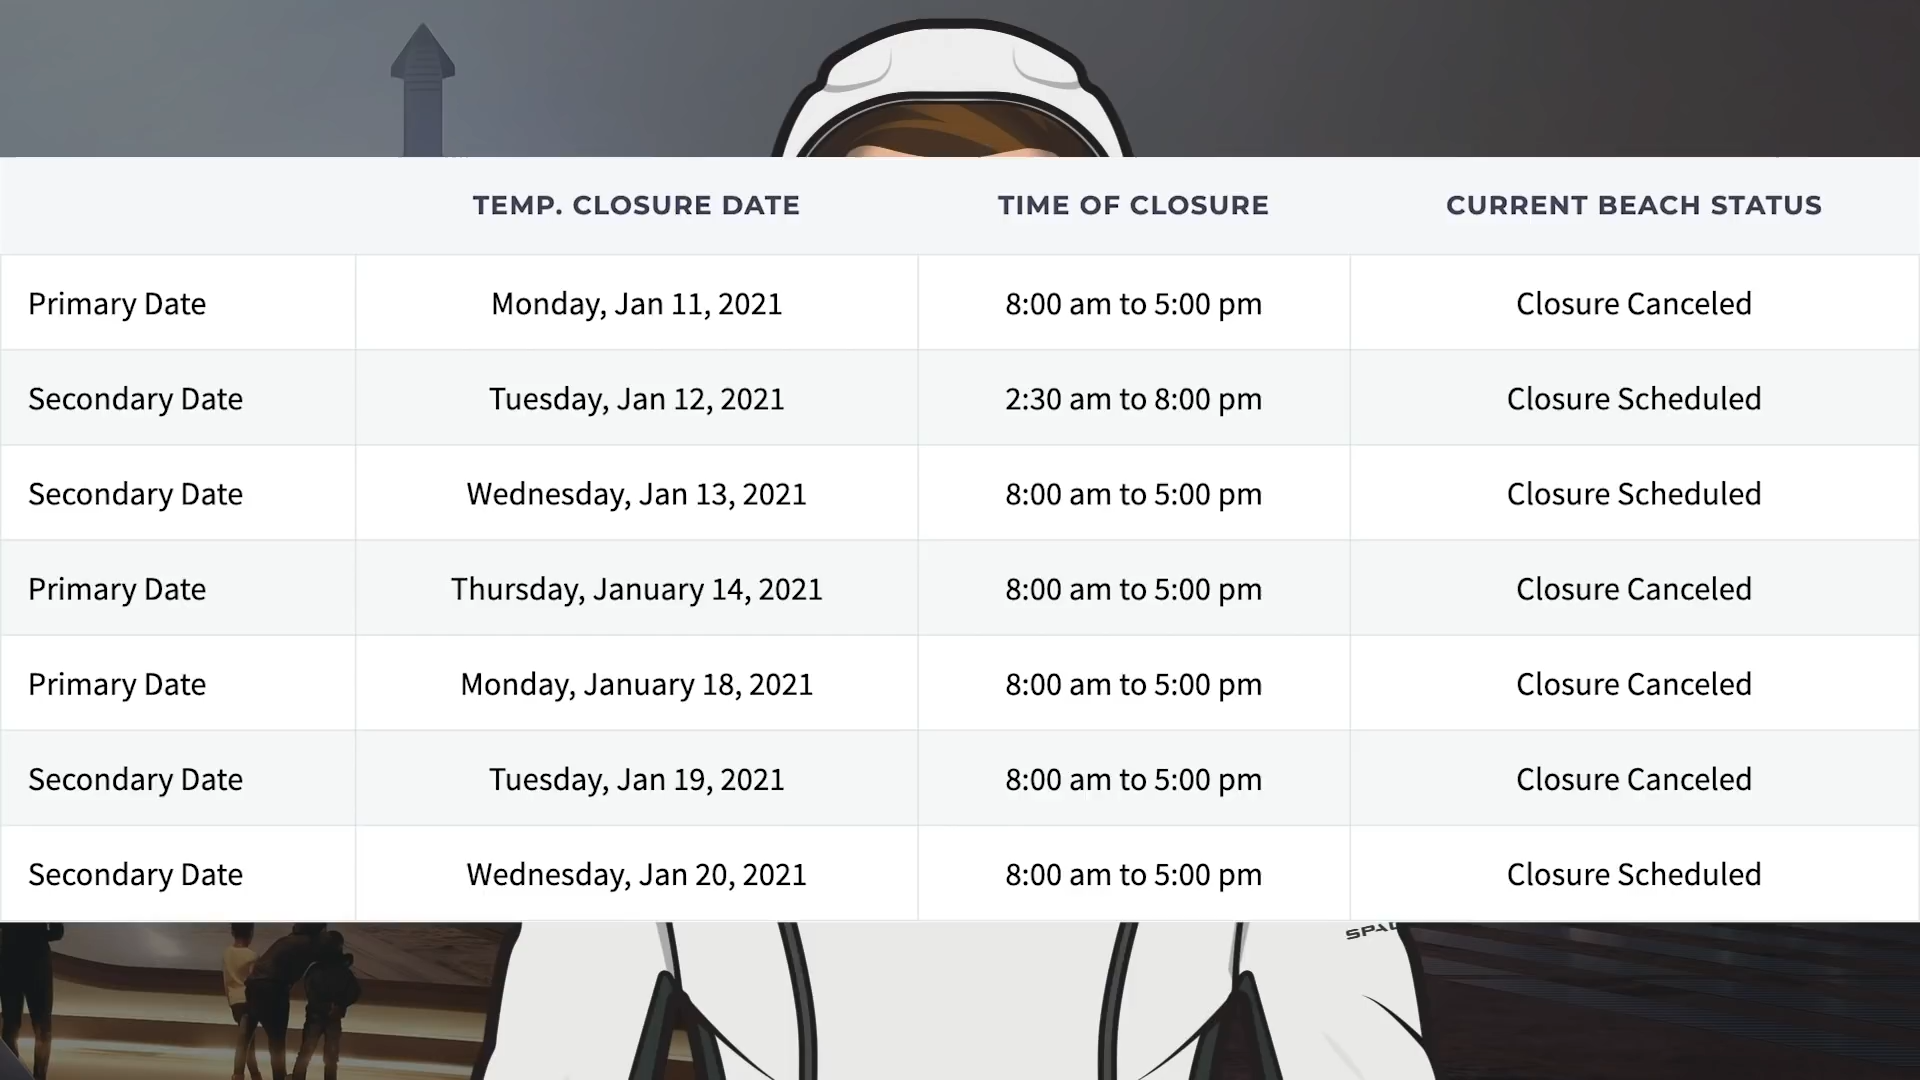 TEMP. CLOSURE DATE TIME OF CLOSURE CURRENT BEACH STATUS
Primary Date Monday, Jan 11, 2021 8:00 am to 5:00 pm Closure Canceled
Secondary Date Tuesday, Jan 12, 2021 2:30 am to 8:00 pm Closure Scheduled
Secondary Date Wednesday, Jan 13, 2021 8:00 am to 5:00 pm Closure Scheduled
Primary Date Thursday, January 14, 2021 8:00 am to 5:00 pm Closure Canceled
Primary Date Monday, January 18, 2021 8:00 am to 5:00 pm Closure Canceled
Secondary Date Tuesday, Jan 19, 2021 8:00 am to 5:00 pm Closure Canceled
Secondary Date Wednesday, Jan 20, 2021 8:00 am to 5:00 pm Closure Scheduled